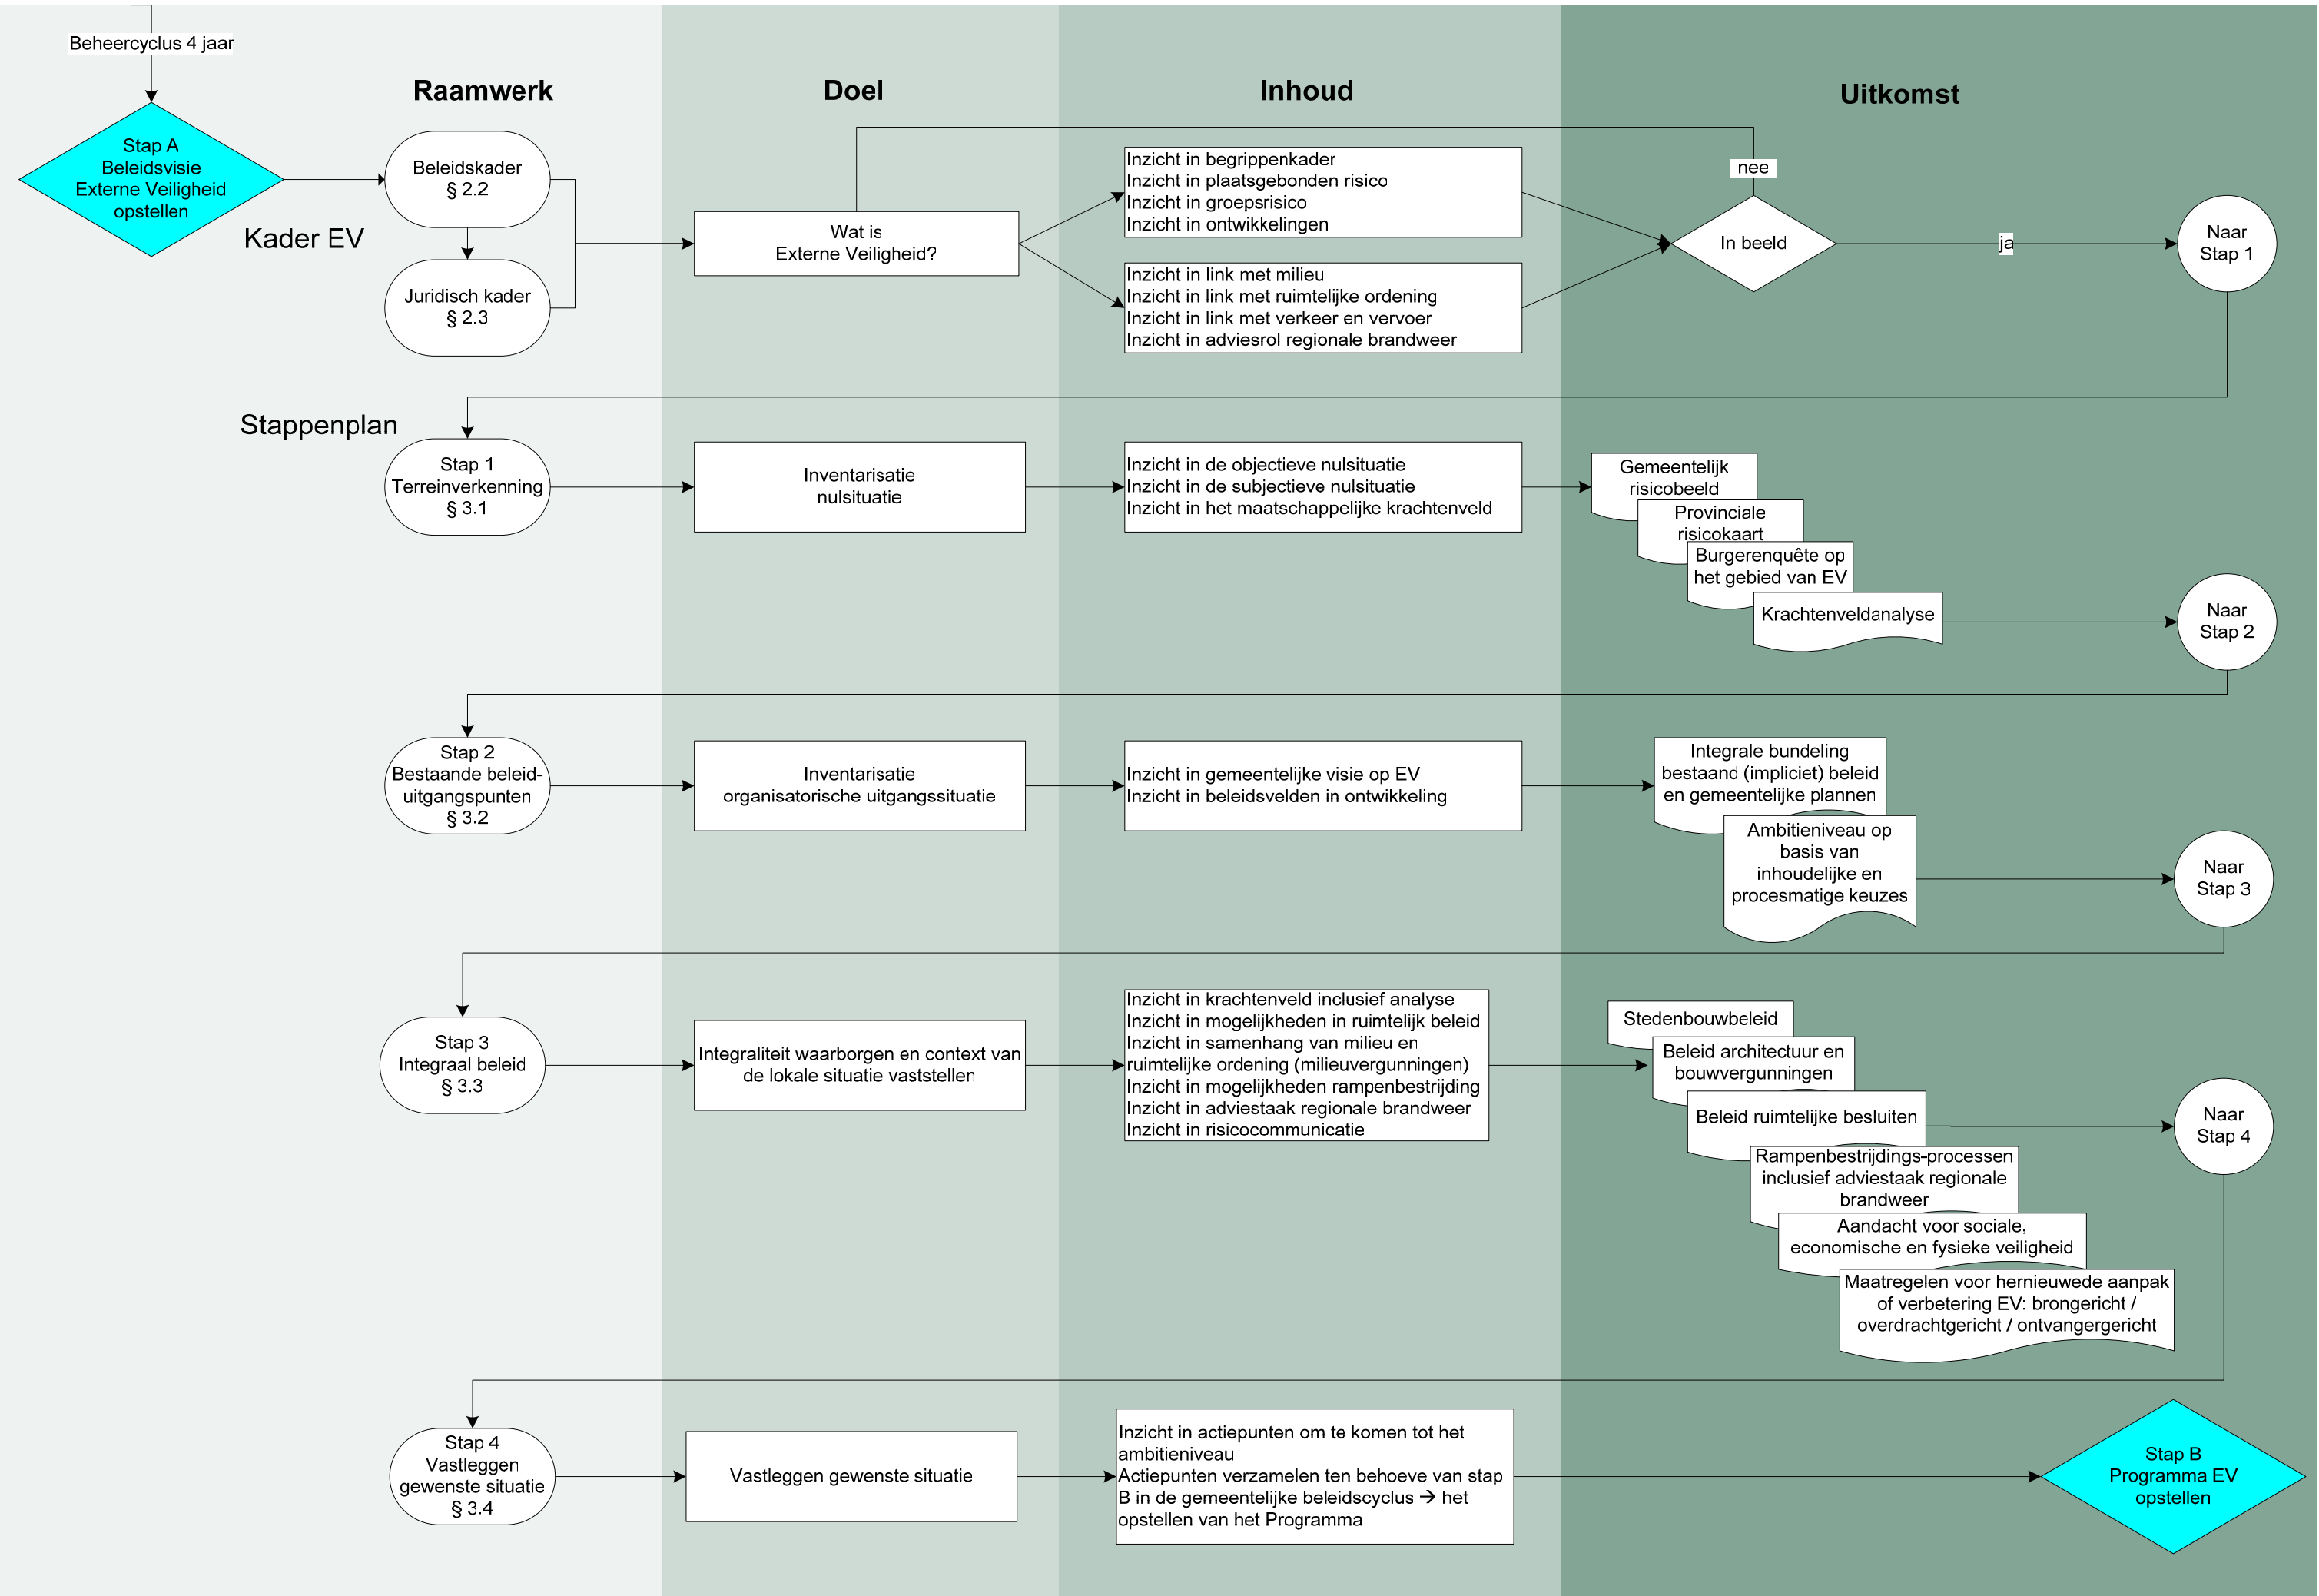 Beheercyclus 4 jaar
Raamwerk
Doel
Inhoud
Uitkomst
Stap A
Beleidsvisie
Externe Veiligheid
opstellen
Kader EV
Beleidskader
§ 2.2
Juridisch kader
§ 2.3
Wat is
Externe Veiligheid?
Inzicht in begrippenkader
Inzicht in plaatsgebonden risico
Inzicht in groepsrisico
Inzicht in ontwikkelingen
Inzicht in link met milieu
Inzicht in link met ruimtelijke ordening
Inzicht in link met verkeer en vervoer
Inzicht in adviesrol regionale brandweer
nee
In beeld
ja
Naar
Stap 1
Stappenplan
Stap 1
Terreinverkenning
§ 3.1
Inventarisatie
nulsituatie
Inzicht in de objectieve nulsituatie
Inzicht in de subjectieve nulsituatie
Inzicht in het maatschappelijke krachtenveld
Gemeentelijk
risicobeeld
Provinciale
risicokaart
Burgerenquête op
het gebied van EV
Krachtenveldanalyse
Naar
Stap 2
Stap 2
Bestaande beleid-
uitgangspunten
§ 3.2
Inventarisatie
organisatorische uitgangssituatie
Inzicht in gemeentelijke visie op EV
Inzicht in beleidsvelden in ontwikkeling
Integrale bundeling
bestaand (impliciet) beleid
en gemeentelijke plannen
Ambitieniveau op
basis van
inhoudelijke en
procesmatige keuzes
Naar
Stap 3
Stap 3
Integraal beleid
§ 3.3
Integraliteit waarborgen en context van
de lokale situatie vaststellen
Inzicht in krachtenveld inclusief analyse
Inzicht in mogelijkheden in ruimtelijk beleid
Inzicht in samenhang van milieu en
ruimtelijke ordening (milieuvergunningen)
Inzicht in mogelijkheden rampenbestrijding
Inzicht in adviestaak regionale brandweer
Inzicht in risicocommunicatie
Stedenbouwbeleid
Beleid architectuur en
bouwvergunningen
Beleid ruimtelijke besluiten
Rampenbestrijdings-processen
inclusief adviestaak regionale
brandweer
Aandacht voor sociale,
economische en fysieke veiligheid
Maatregelen voor hernieuwede aanpak
of verbetering EV: brongericht /
overdrachtgericht / ontvangergericht
Naar
Stap 4
Stap 4
Vastleggen
gewenste situatie
§ 3.4
Vastleggen gewenste situatie
Inzicht in actiepunten om te komen tot het
ambitieniveau
Actiepunten verzamelen ten behoeve van stap
B in de gemeentelijke beleidscyclus → het
opstellen van het Programma
Stap B
Programma EV
opstellen